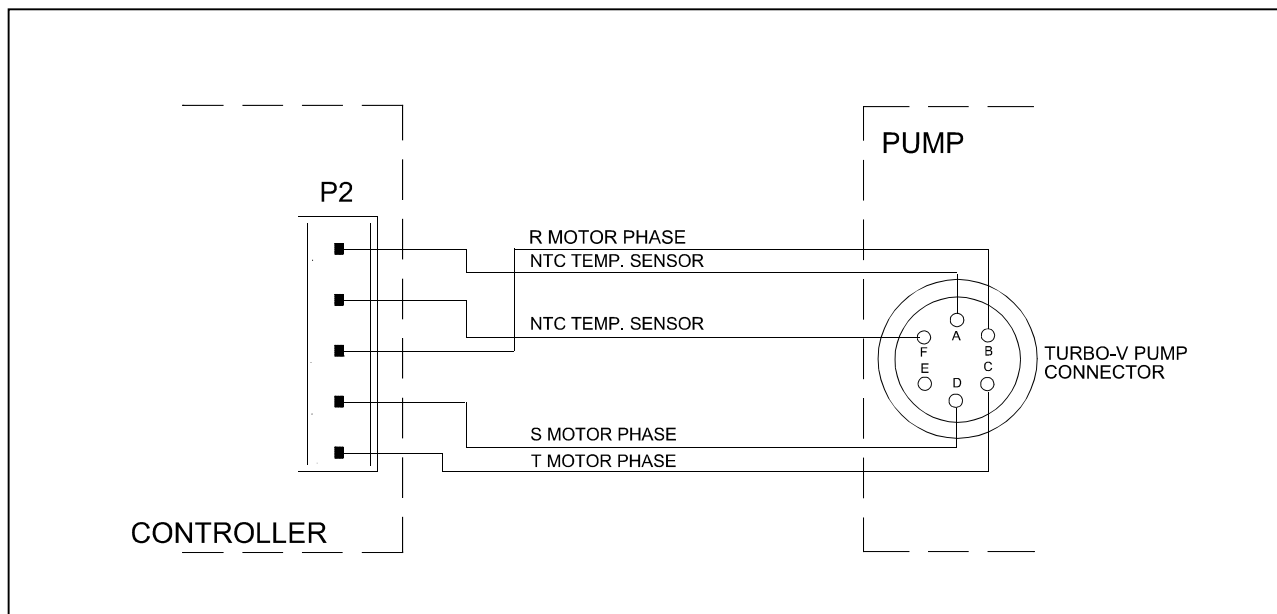 PUMP
P2
R MOTOR PHASE
NTC TEMP. SENSOR
NTC TEMP. SENSOR
A
F
B
E
D
C
TURBO-V PUMP
CONNECTOR
S MOTOR PHASE
T MOTOR PHASE
CONTROLLER